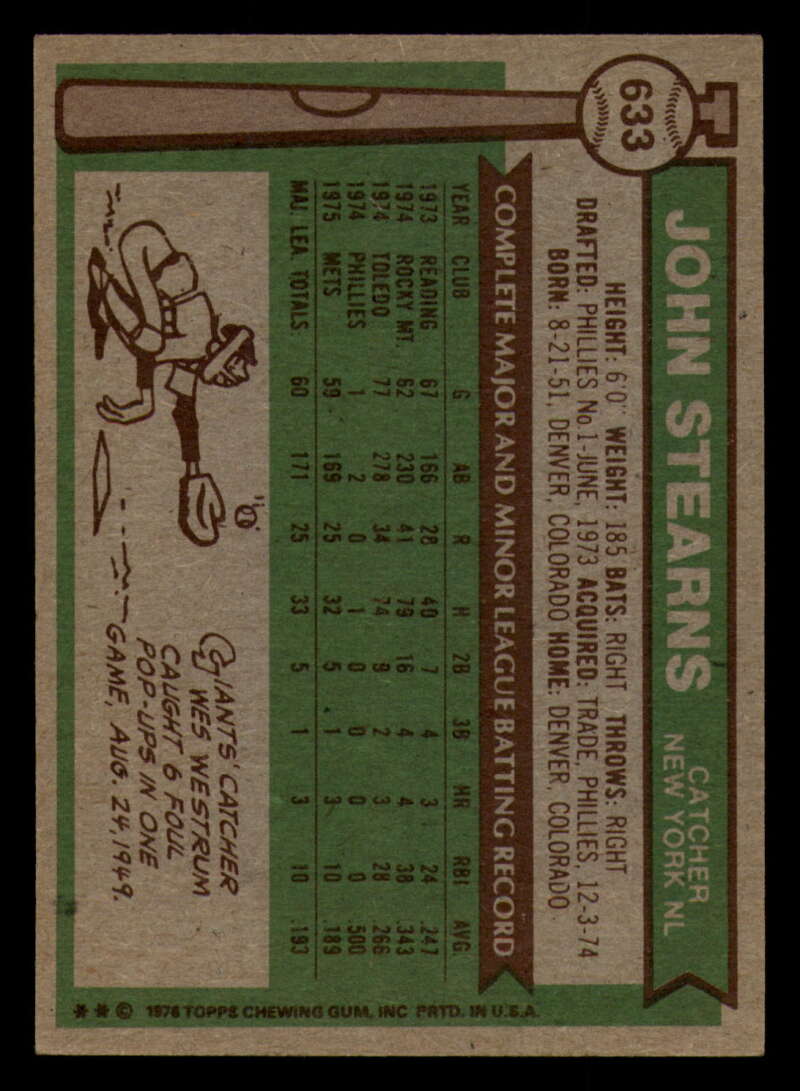 633
JOHN STEARNS
CATCHER
NEW YORK NL
HEIGHT: 6'0" WEIGHT: 185 BATS: RIGHT THROWS: RIGHT
DRAFTED: PHILLIES No 1-JUNE, 1973 ACQUIRED: TRADE, PHILLIES, 12-3-74
BORN: 8-21-51, DENVER, COLORADO HOME: DENVER, COLORADO
COMPLETE MAJOR AND MINOR LEAGUE BATTING RECORD
YEAR CLUB G AB R H 2B 3B HR RBI AVG.
1973 READING 67 166 28 40 7 4 3 24 .247
1974 ROCKY MT. 62 230 41 79 16 4 4 38 .343
1974 TOLEDO 77 278 34 74 9 2 3 28 .266
1974 PHILLIES 1 2 0 1 0 0 0 0 .500
1975 METS 59 169 25 32 5 1 3 10 .189
MAJ. LEA. TOTALS 60 171 25 33 5 1 3 10 .193
GIANTS' CATCHER
WES WESTRUM
CAUGHT 6 FOUL
POP-UPS IN ONE
GAME, AUG. 24, 1949.
** © 1976 TOPPS CHEWING GUM, INC PRTD. IN U.S.A.